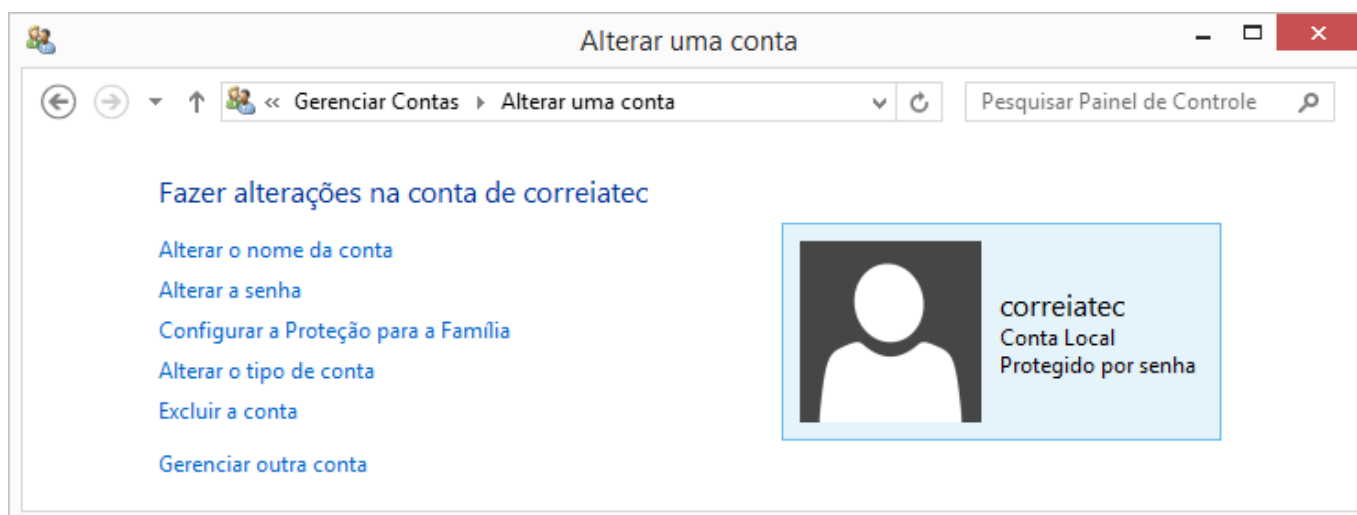 Alterar uma conta
« Gerenciar Contas Alterar uma conta
Pesquisar Painel de Controle
Fazer alterações na conta de correiatec
Alterar o nome da conta
Alterar a senha
Configurar a Proteção para a Família
Alterar o tipo de conta
Excluir a conta
Gerenciar outra conta
correiatec
Conta Local
Protegido por senha